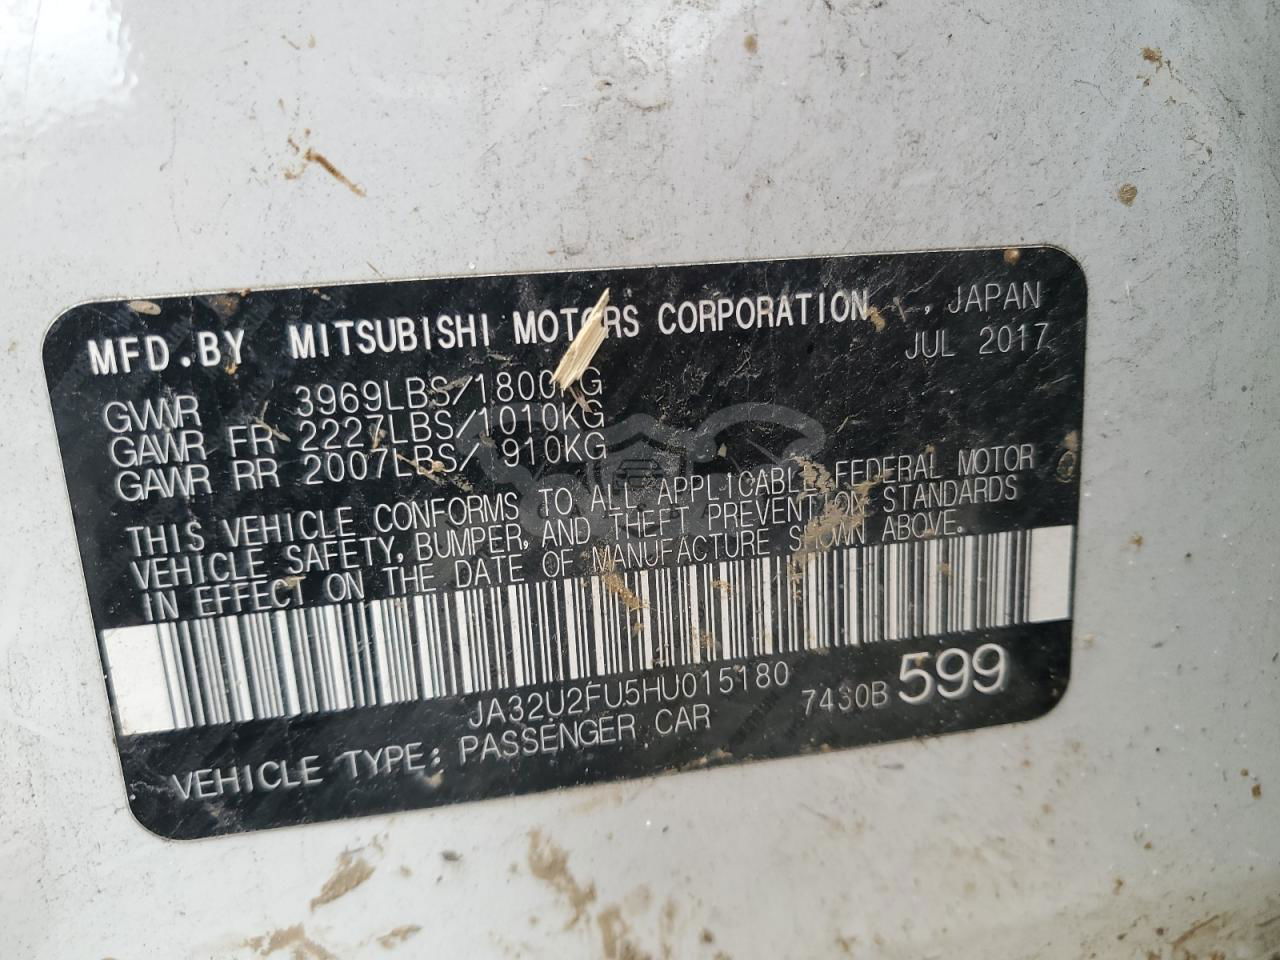 MFD.BY MITSUBISHI MOTORS CORPORATION , JAPAN
JUL 2017
GVWR 3969LBS/1800KG
GAWR FR 2227LBS/1010KG
GAWR RR 2007LBS/ 910KG
THIS VEHICLE CONFORMS TO ALL APPLICABLE FEDERAL MOTOR
VEHICLE SAFETY, BUMPER, AND THEFT PREVENTION STANDARDS
IN EFFECT ON THE DATE OF MANUFACTURE SHOWN ABOVE.
JA32U2FU5HU015180 7430B 599
VEHICLE TYPE: PASSENGER CAR